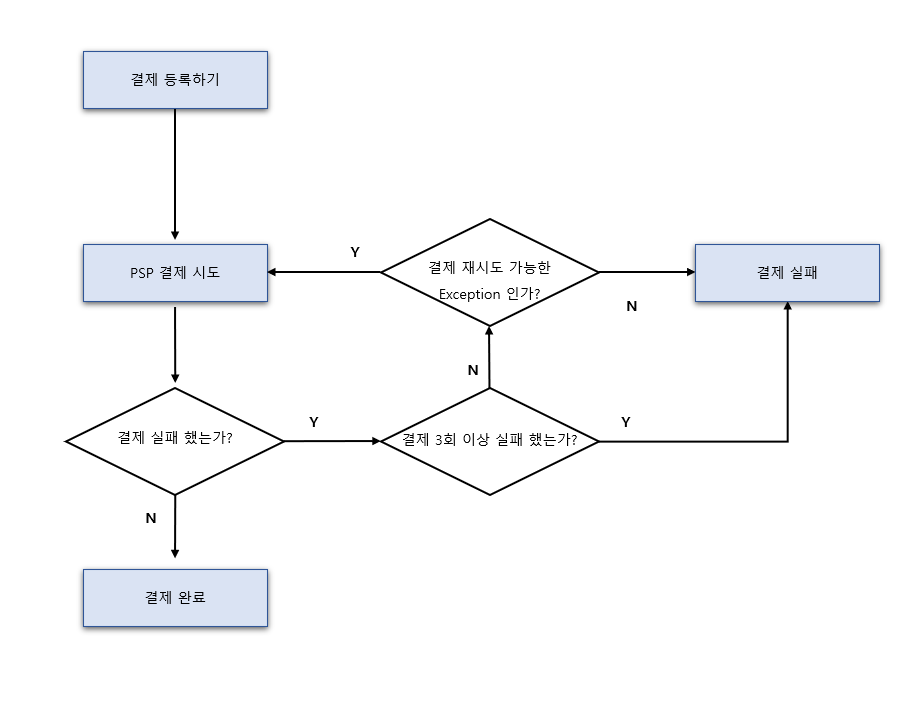 결제 등록하기
Y
결제 재시도 가능한
Exception 인가?
PSP 결제 시도
결제 실패
N
N
Y
Y
결제 실패 했는가?
결제 3회 이상 실패 했는가?
N
결제 완료